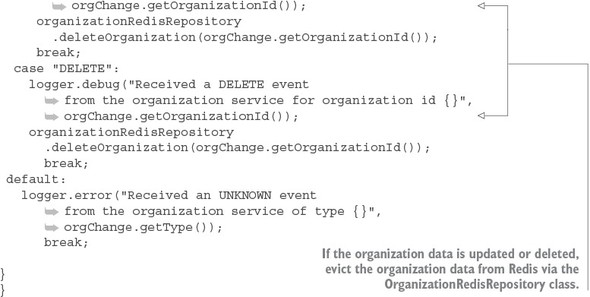 orgChange.getOrganizationId());
organizationRedisRepository
.deleteOrganization(orgChange.getOrganizationId());
break;
case "DELETE":
logger.debug("Received a DELETE event
from the organization service for organization id {}",
orgChange.getOrganizationId());
organizationRedisRepository
.deleteOrganization(orgChange.getOrganizationId());
break;
default:
logger.error("Received an UNKNOWN event
from the organization service of type {}",
orgChange.getType());
break;
If the organization data is updated or deleted,
evict the organization data from Redis via the
OrganizationRedisRepository class.
}
}